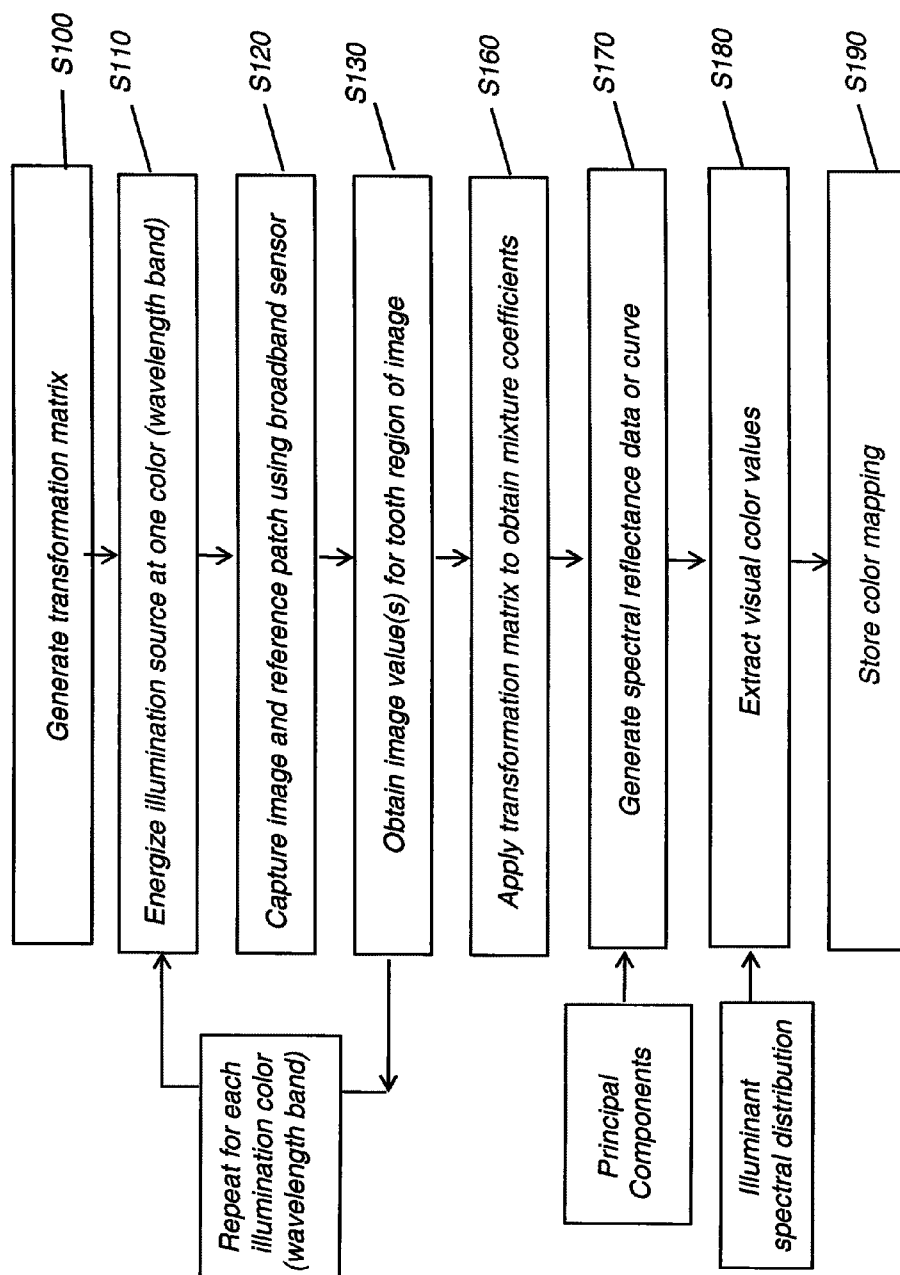 Generate transformation matrix
S100
Energize illumination source at one color (wavelength band)
S110
Capture image and reference patch using broadband sensor
S120
Obtain image value(s) for tooth region of image
S130
Repeat for each
illumination color
(wavelength band)
Apply transformation matrix to obtain mixture coefficients
S160
Principal
Components
Generate spectral reflectance data or curve
S170
Illuminant
spectral distribution
Extract visual color values
S180
Store color mapping
S190